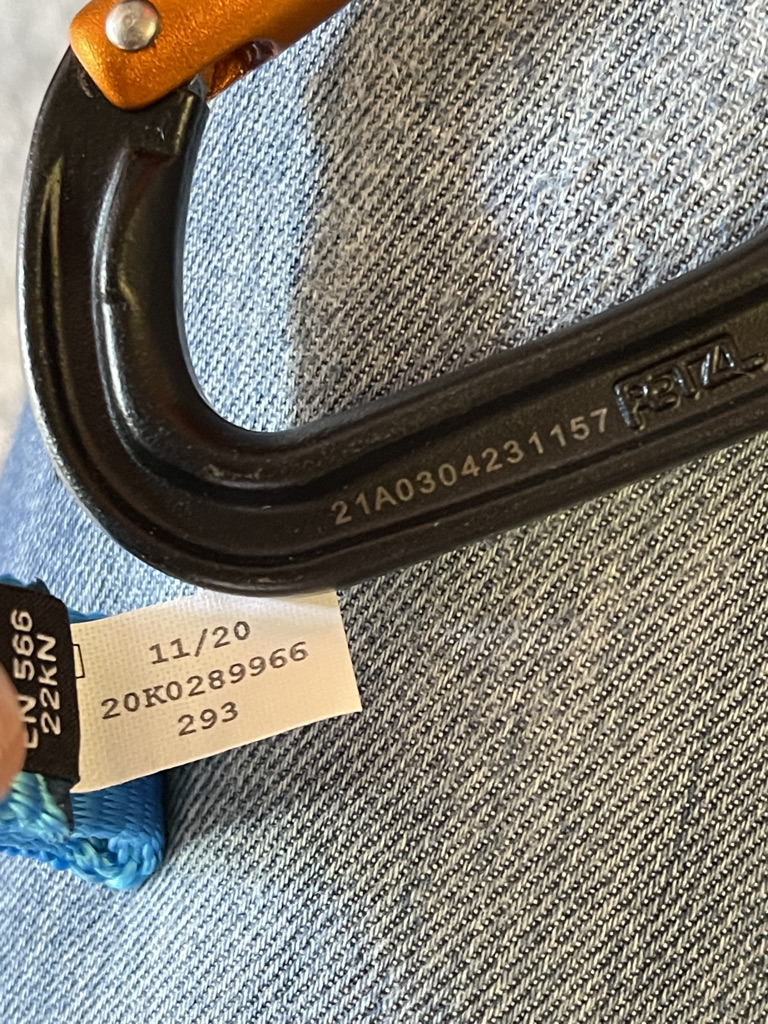 PETZL
21A0304231157
EN 566
22KN
11/20
20K0289966
293